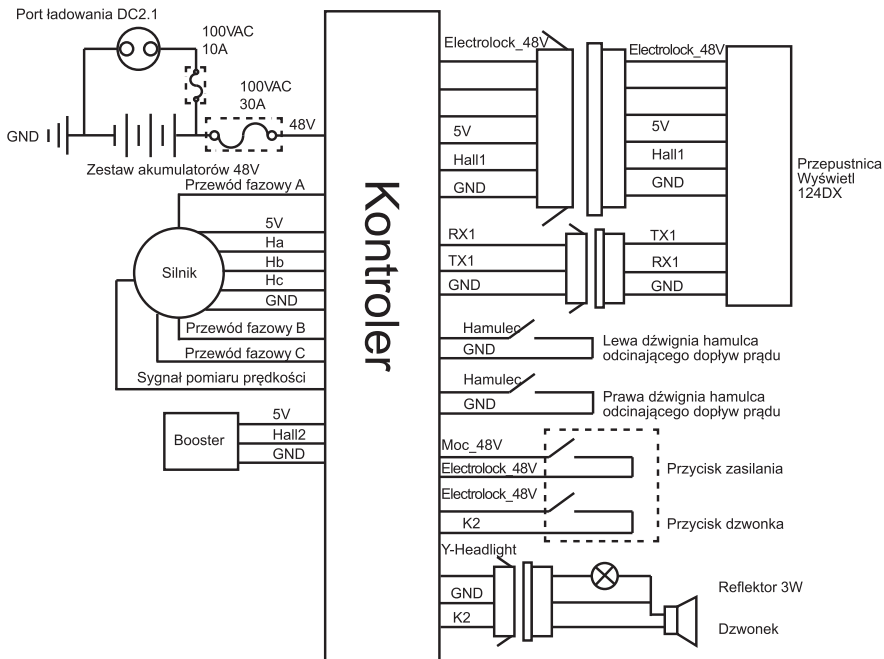 Port ładowania DC2.1
100VAC
10A
100VAC
30A
GND
48V
Zestaw akumulatorów 48V
Przewód fazowy A
5V
Ha
Hb
Hc
GND
Silnik
Przewód fazowy B
Przewód fazowy C
Sygnał pomiaru prędkości
Booster
5V
Hall2
GND
Kontroler
Electrolock_48V
5V
Hall1
GND
Electrolock_48V
5V
Hall1
GND
Przepustnica
Wyświetl
124DX
RX1
TX1
GND
TX1
RX1
GND
Hamulec
GND
Lewa dźwignia hamulca
odcinającego dopływ prądu
Hamulec
GND
Prawa dźwignia hamulca
odcinającego dopływ prądu
Moc_48V
Electrolock_48V
Przycisk zasilania
Electrolock_48V
K2
Przycisk dzwonka
Y-Headlight
GND
K2
Reflektor 3W
Dzwonek